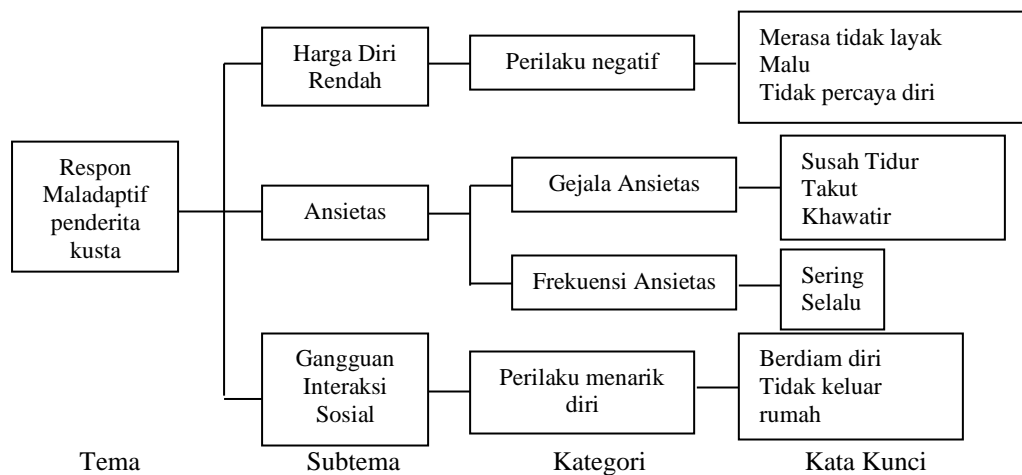 Respon
Maladaptif
penderita
kusta
Harga Diri
Rendah
Perilaku negatif
Merasa tidak layak
Malu
Tidak percaya diri
Ansietas
Gejala Ansietas
Susah Tidur
Takut
Khawatir
Frekuensi Ansietas
Sering
Selalu
Gangguan
Interaksi
Sosial
Perilaku menarik
diri
Berdiam diri
Tidak keluar
rumah
Tema
Subtema
Kategori
Kata Kunci